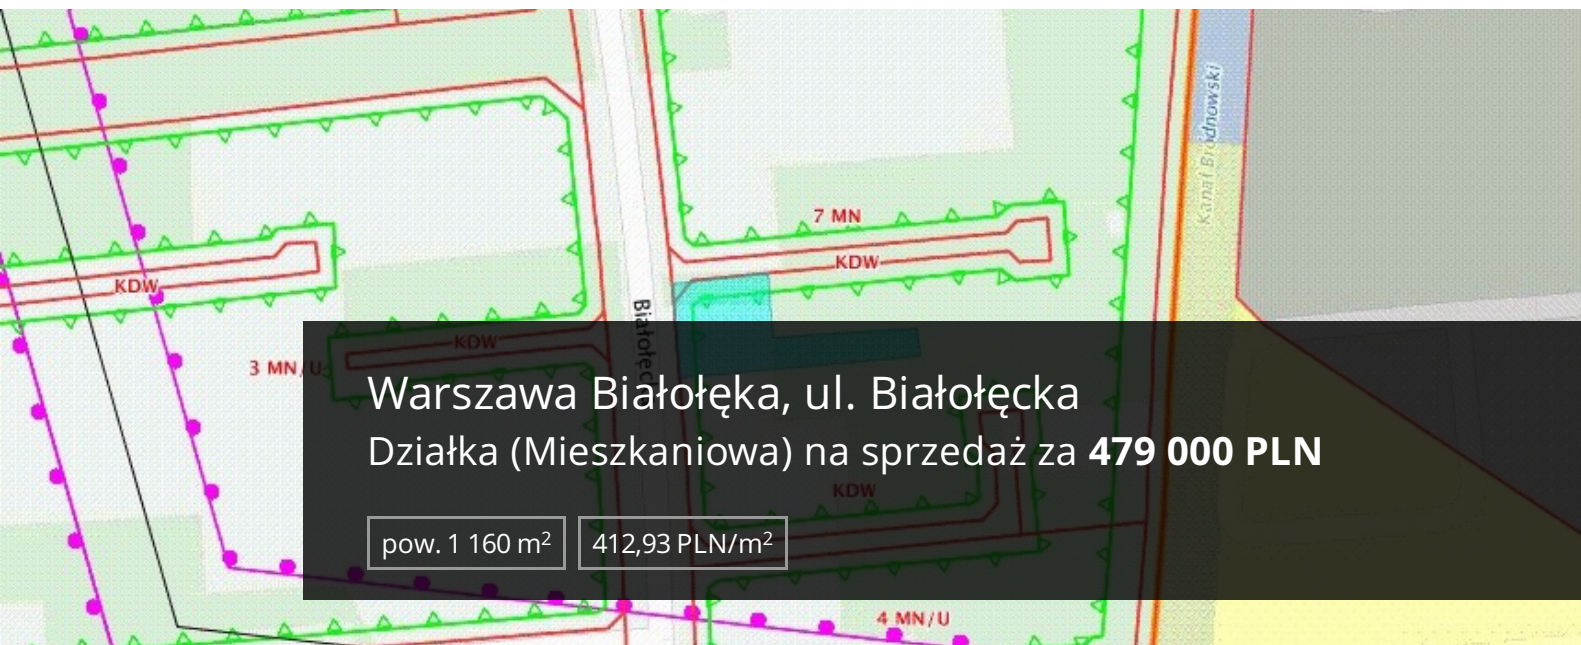 Kanał Bródnowski
7 MN
KDW
KDW
Białołęc
KDW
3 MN/U
Warszawa Białołęka, ul. Białołęcka
Działka (Mieszkaniowa) na sprzedaż za 479 000 PLN
KDW
pow. 1 160 m²
412,93 PLN/m²
4 MN/U